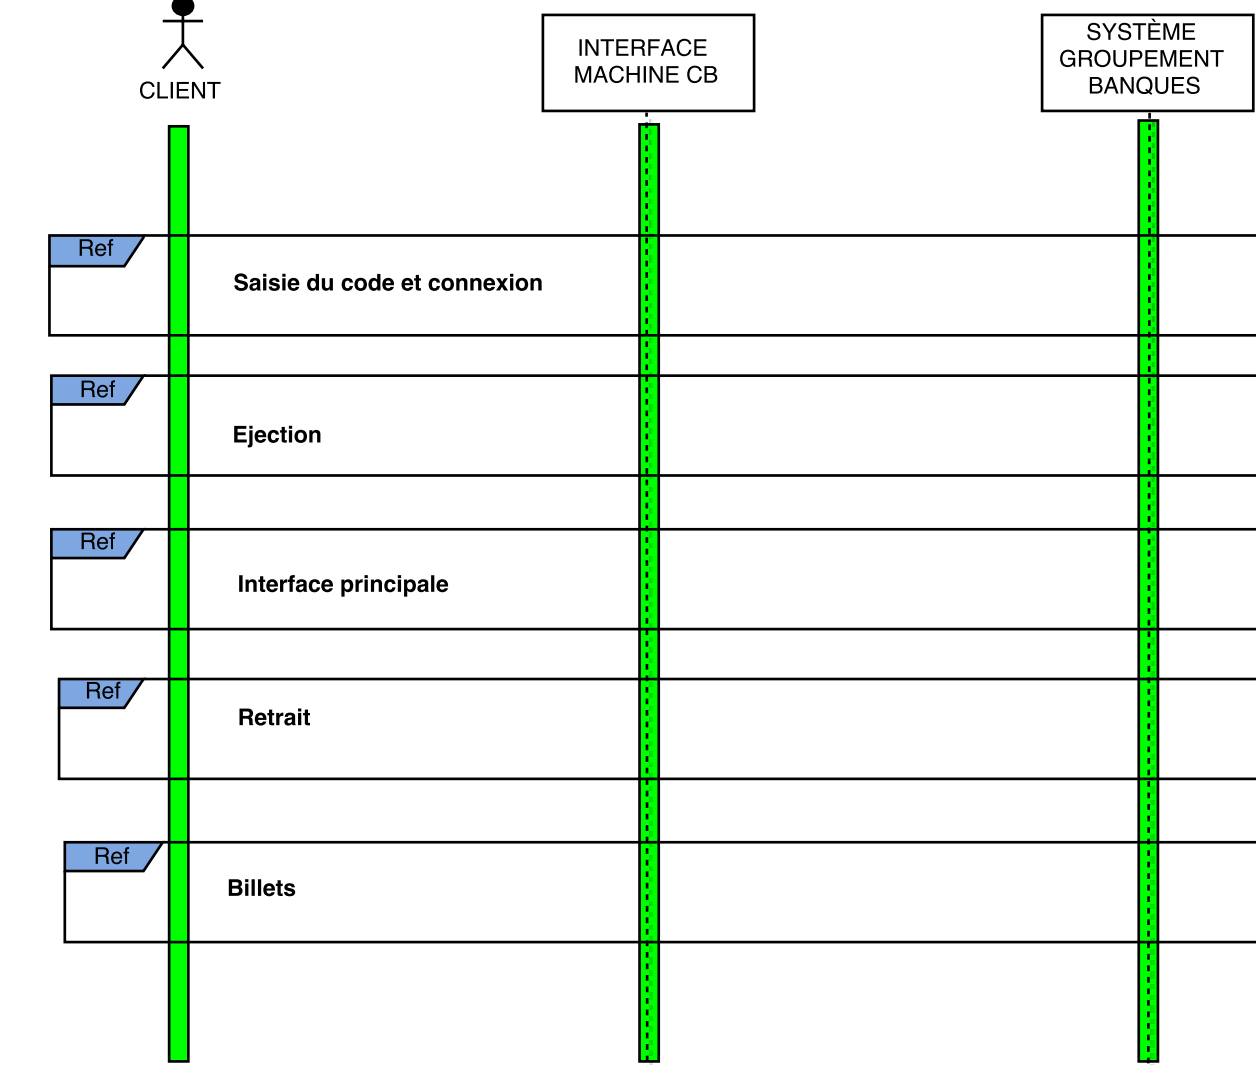 CLIENT
INTERFACE
MACHINE CB
SYSTÈME
GROUPEMENT
BANQUES
Ref
Saisie du code et connexion
Ref
Ejection
Ref
Interface principale
Ref
Retrait
Ref
Billets